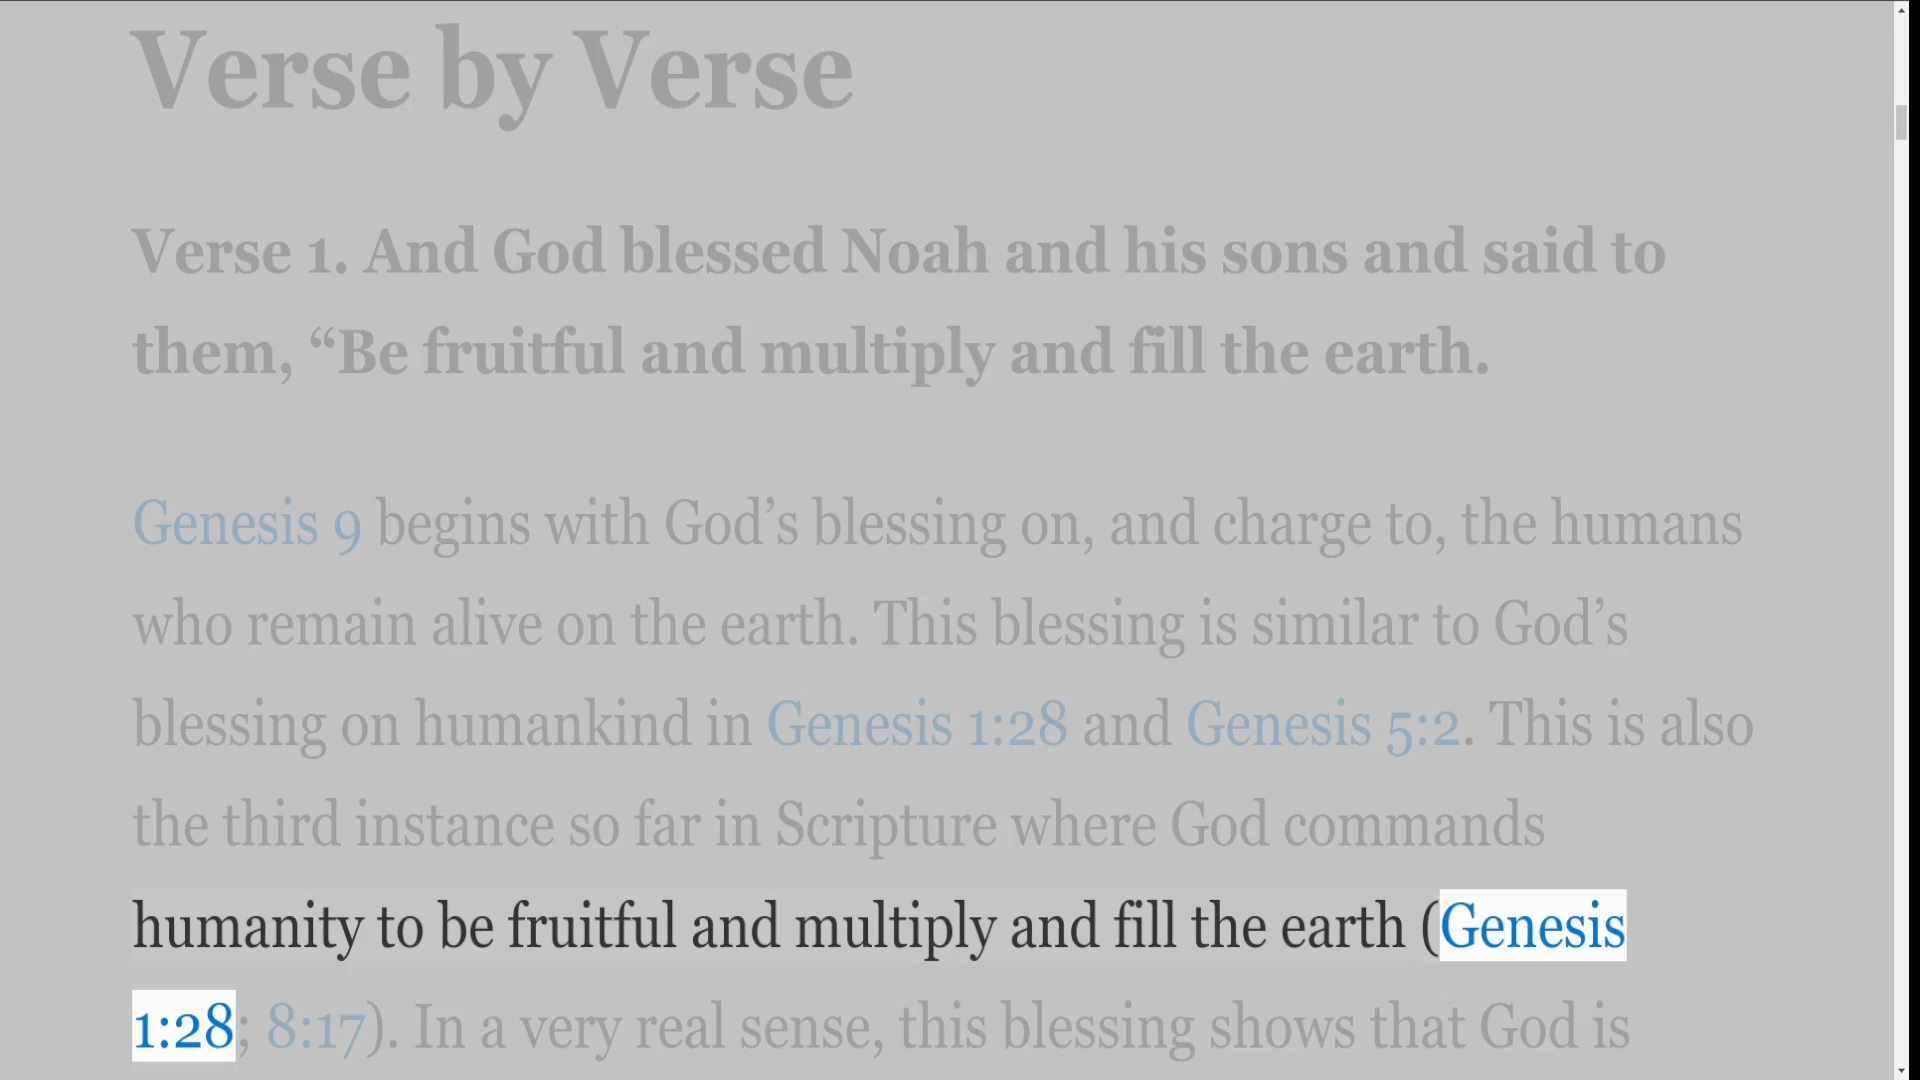 Verse by Verse
Verse 1. And God blessed Noah and his sons and said to
them, “Be fruitful and multiply and fill the earth.
Genesis 9 begins with God’s blessing on, and charge to, the humans
who remain alive on the earth. This blessing is similar to God’s
blessing on humankind in Genesis 1:28 and Genesis 5:2. This is also
the third instance so far in Scripture where God commands
humanity to be fruitful and multiply and fill the earth (Genesis
1:28; 8:17). In a very real sense, this blessing shows that God is